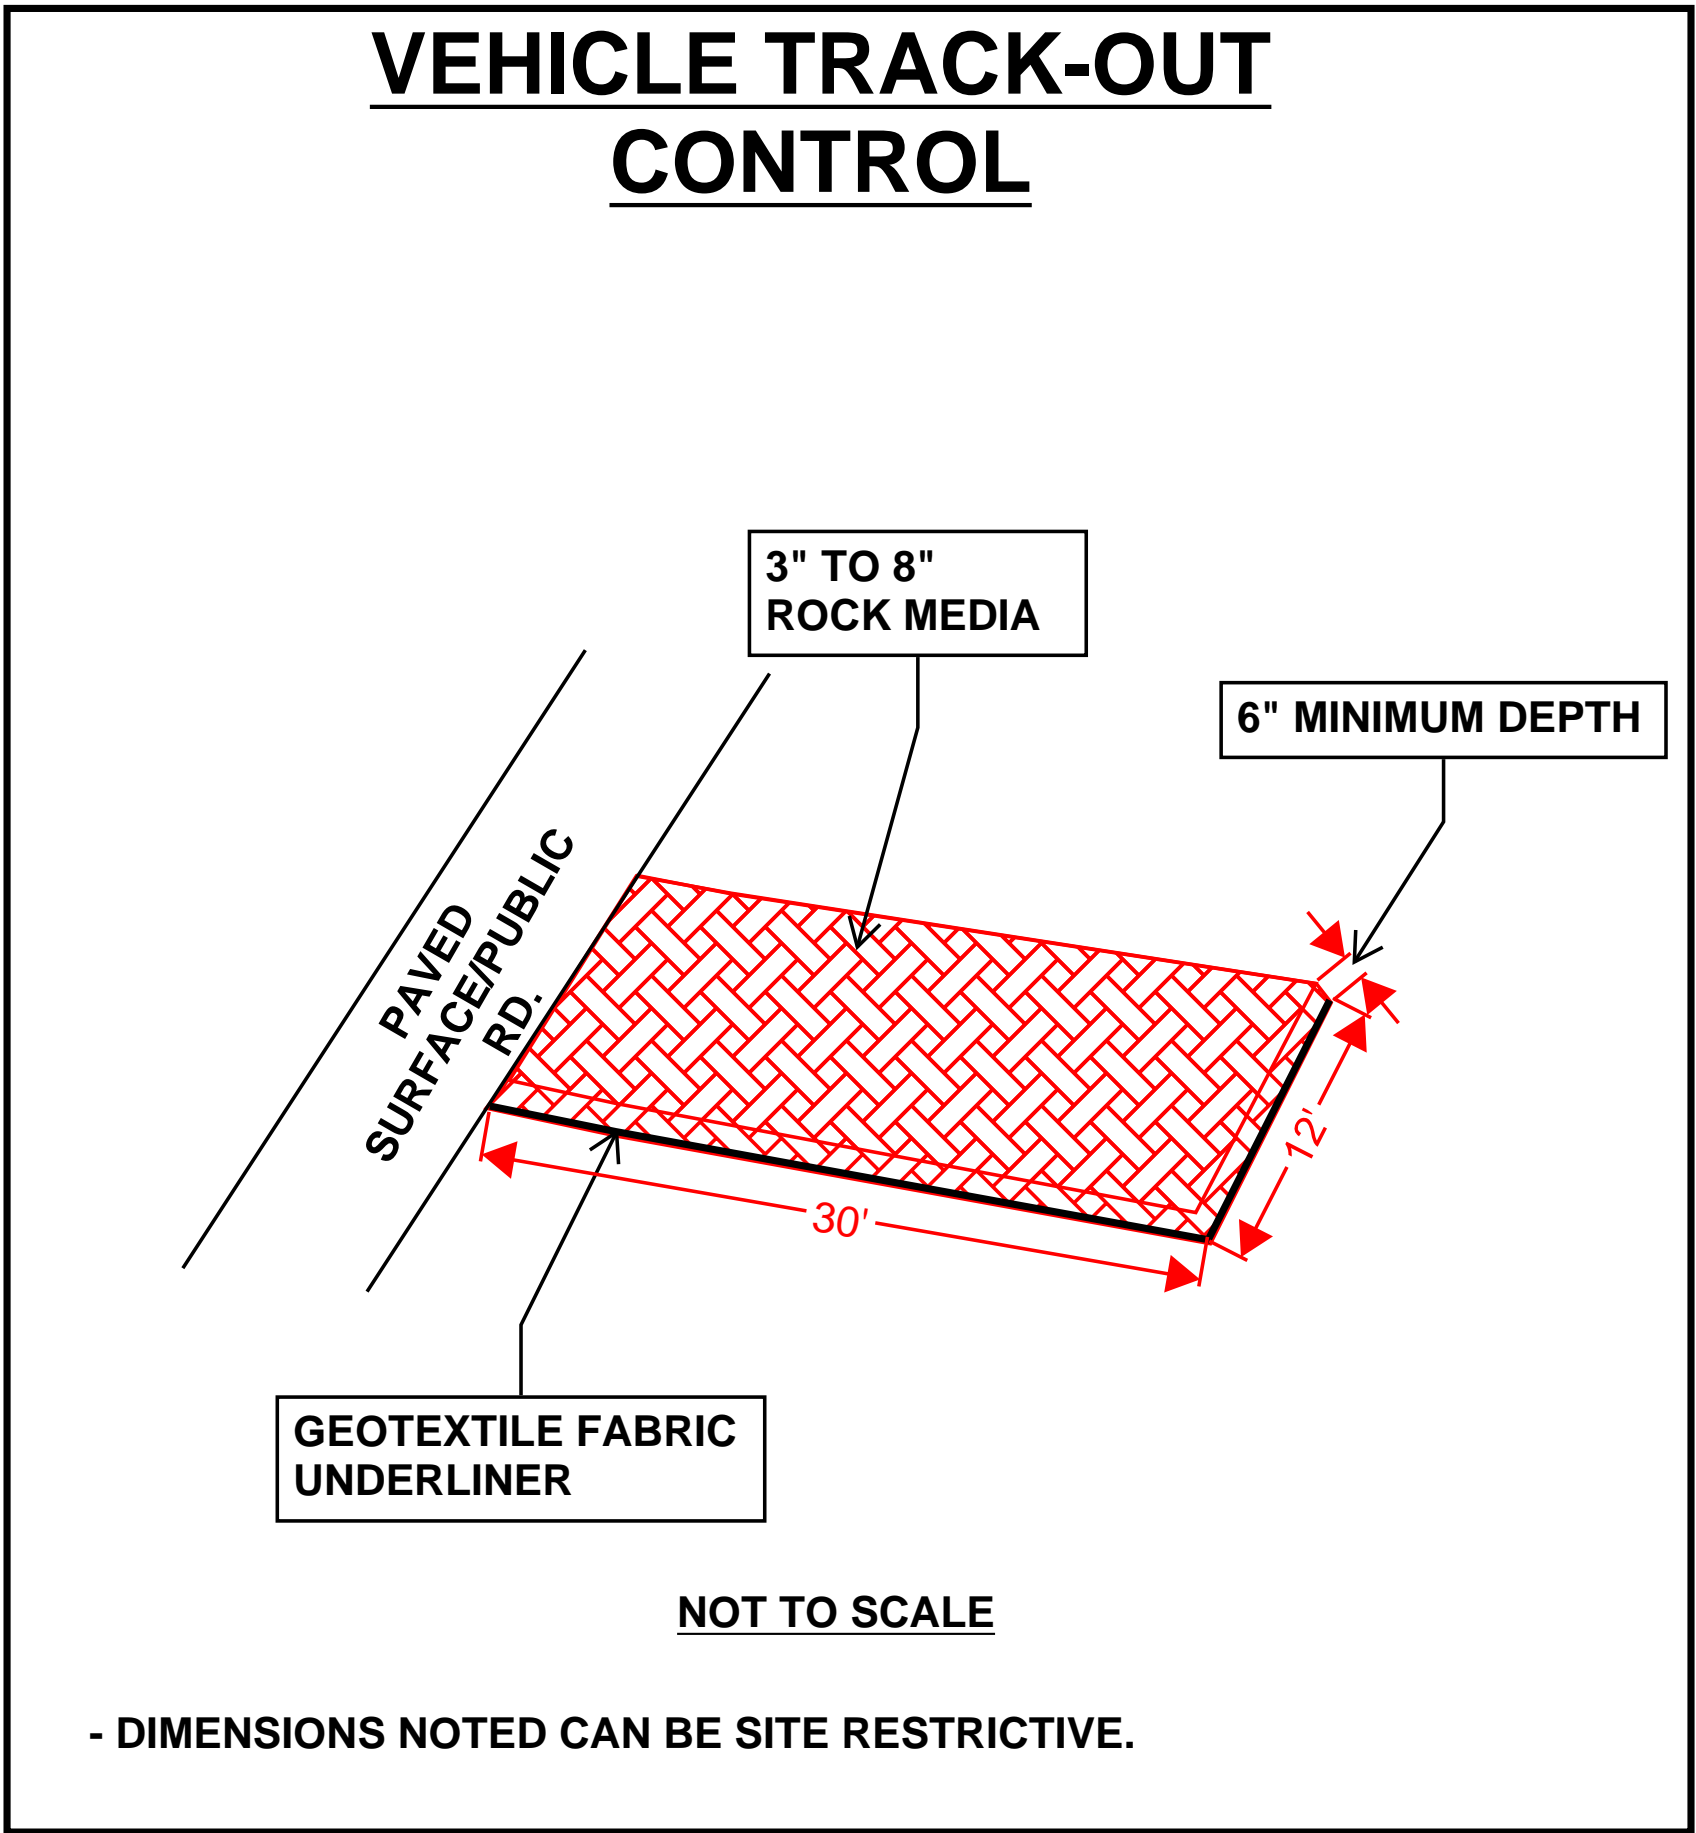 VEHICLE TRACK-OUT
CONTROL
3" TO 8"
ROCK MEDIA
6" MINIMUM DEPTH
PAVED
SURFACE/PUBLIC
RD.
12'
30'
GEOTEXTILE FABRIC
UNDERLINER
NOT TO SCALE
- DIMENSIONS NOTED CAN BE SITE RESTRICTIVE.